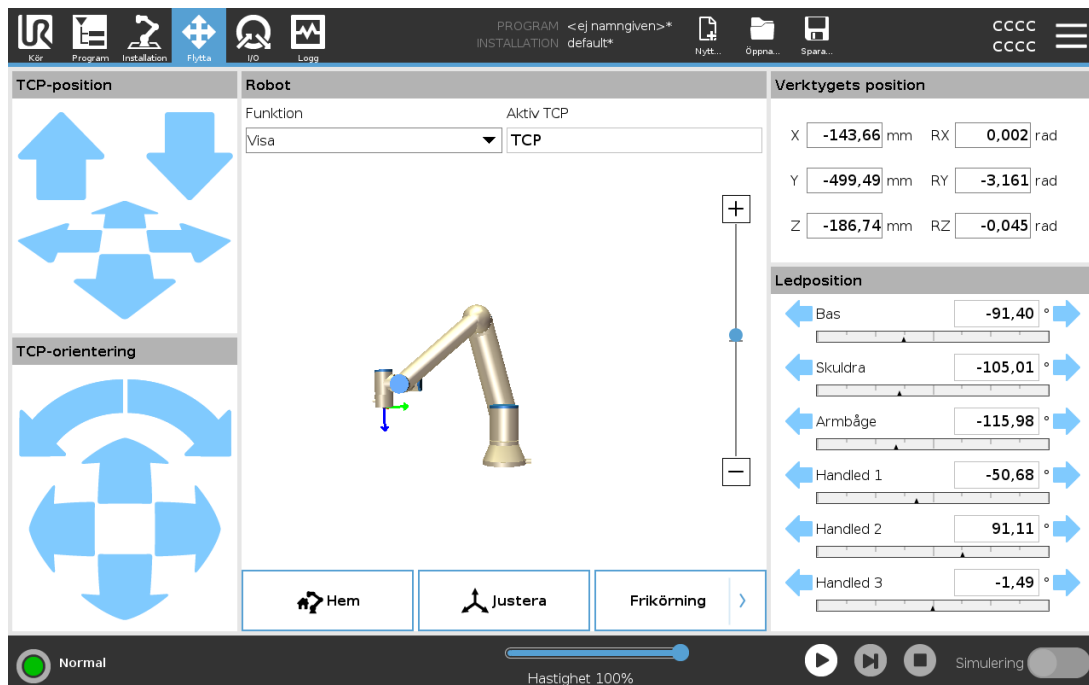 UR
Kör
Program
Installation
Flytta
I/O
Logg
PROGRAM <ej namngiven>*
INSTALLATION default*
Nytt...
Öppna...
Spara...
CCCC
CCCC
TCP-position
TCP-orientering
Robot
Funktion
Aktiv TCP
Visa
TCP
+
−
Hem
Justera
Frikörning
Verktygets position
X -143,66 mm RX 0,002 rad
Y -499,49 mm RY -3,161 rad
Z -186,74 mm RZ -0,045 rad
Ledposition
Bas -91,40 °
Skuldra -105,01 °
Armbåge -115,98 °
Handled 1 -50,68 °
Handled 2 91,11 °
Handled 3 -1,49 °
Normal
Hastighet 100%
Simulering